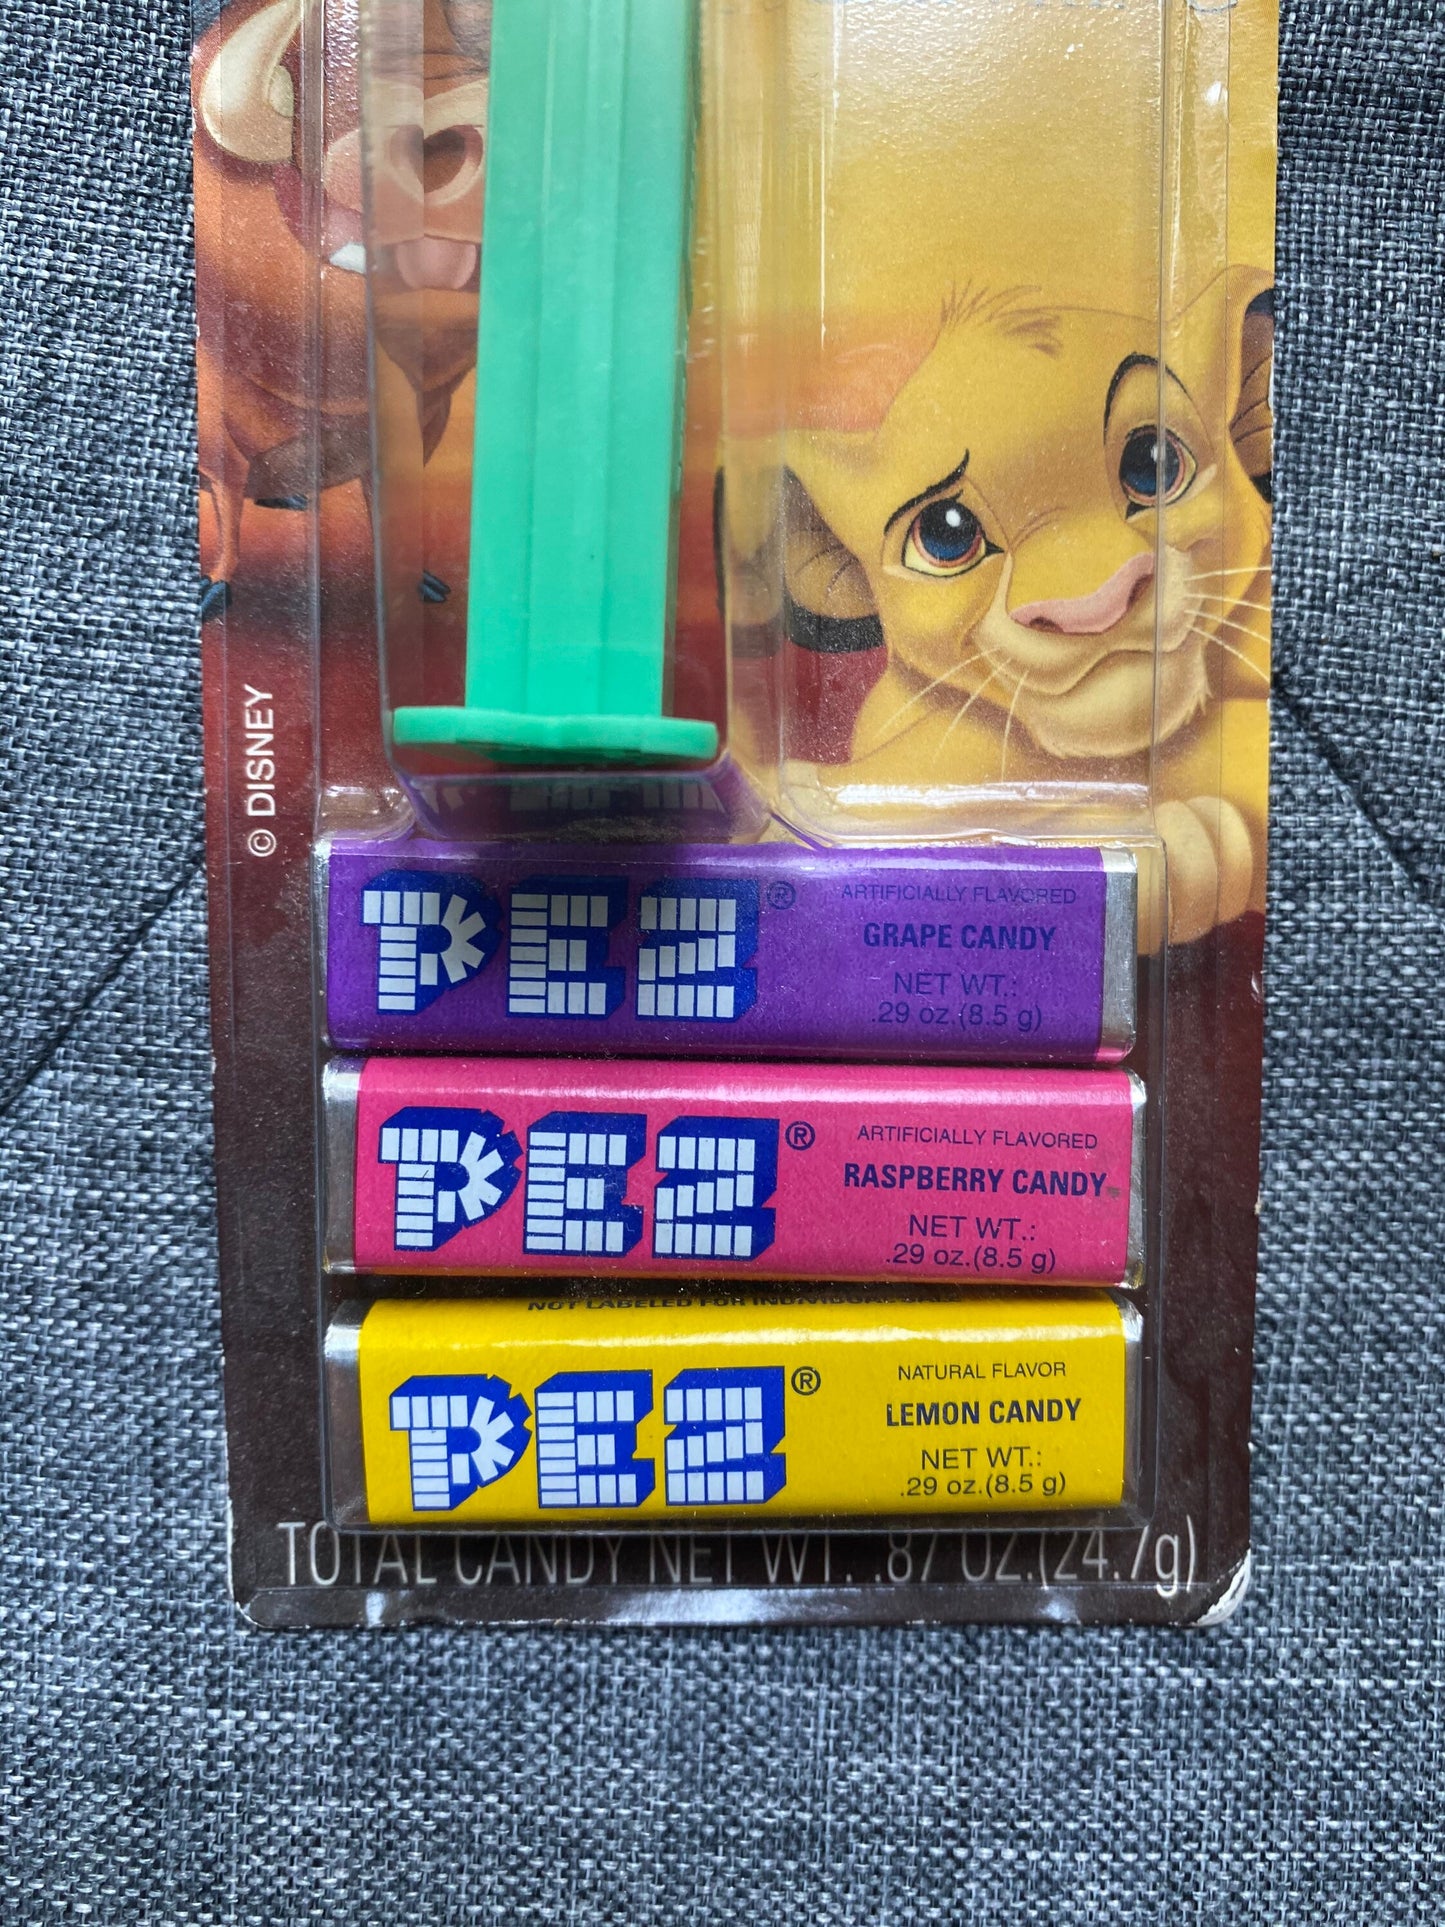 © DISNEY
PEZ®
ARTIFICIALLY FLAVORED
GRAPE CANDY
NET WT.:
.29 oz.(8.5 g)
PEZ®
ARTIFICIALLY FLAVORED
RASPBERRY CANDY
NET WT.:
.29 oz.(8.5 g)
NOT LABELED FOR INDIVIDUAL SALE
PEZ®
NATURAL FLAVOR
LEMON CANDY
NET WT.:
.29 oz.(8.5 g)
TOTAL CANDY NET WT. .87 OZ.(24.7g)